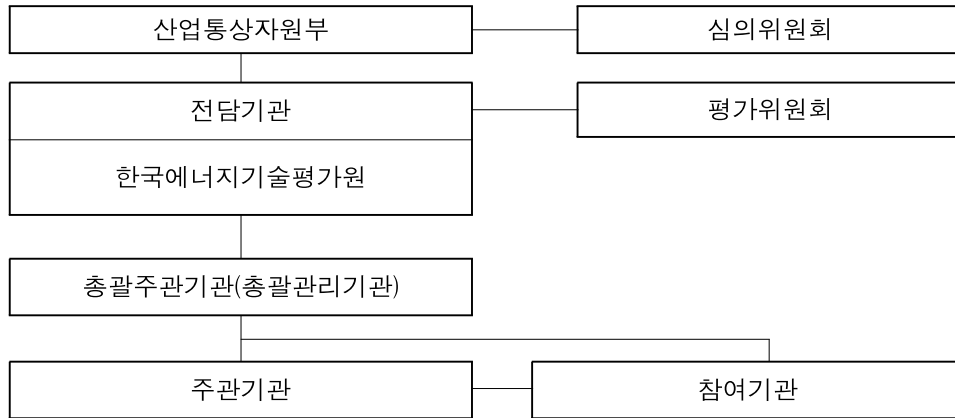 산업통상자원부
심의위원회
전담기관
평가위원회
한국에너지기술평가원
총괄주관기관(총괄관리기관)
주관기관
참여기관